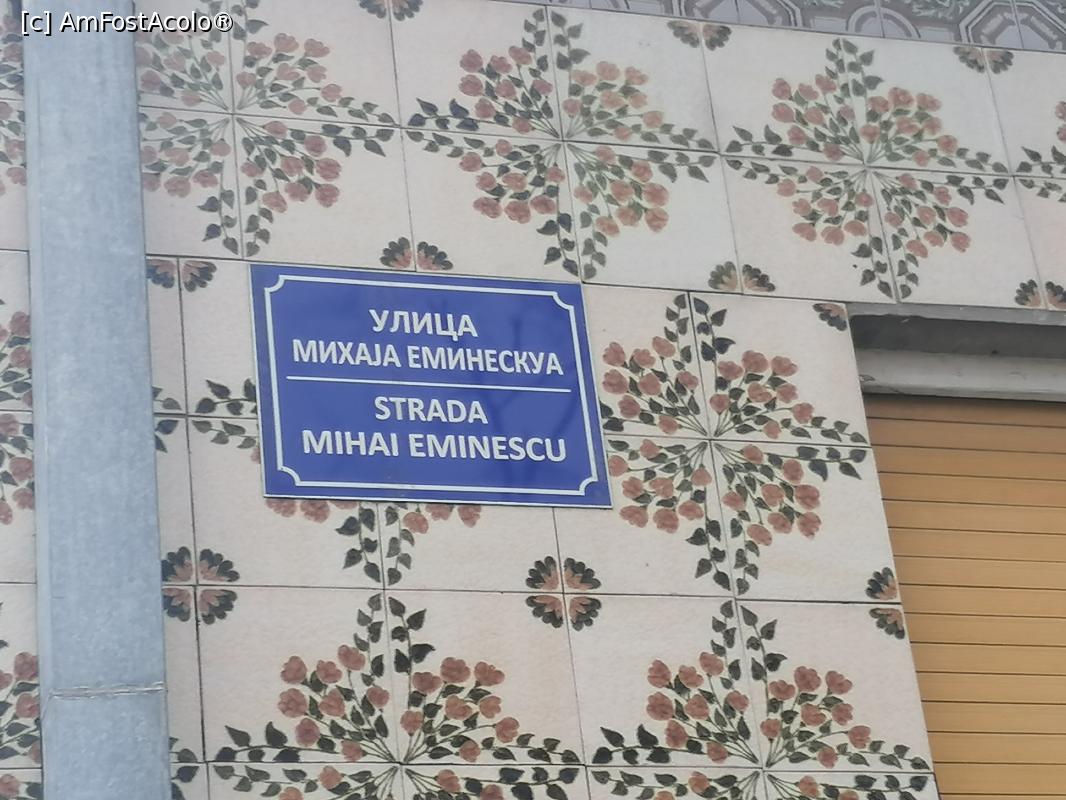 [c] AmFostAcolo®
УЛИЦА
МИХАЈА ЕМИНЕСКУА
STRADA
MIHAI EMINESCU